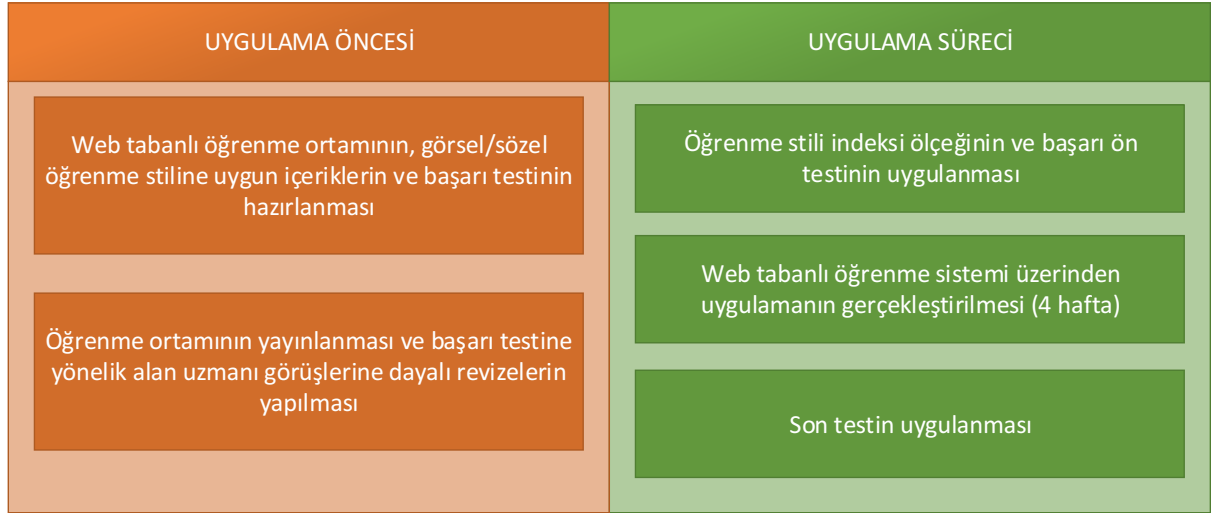 UYGULAMA ÖNCESİ
Web tabanlı öğrenme ortamının, görsel/sözel
öğrenme stiline uygun içeriklerin ve başarı testinin
hazırlanması
Öğrenme ortamının yayınlanması ve başarı testine
yönelik alan uzmanı görüşlerine dayalı revizelerin
yapılması
UYGULAMA SÜRECİ
Öğrenme stili indeksi ölçeğinin ve başarı ön
testinin uygulanması
Web tabanlı öğrenme sistemi üzerinden
uygulamanın gerçekleştirilmesi (4 hafta)
Son testin uygulanması